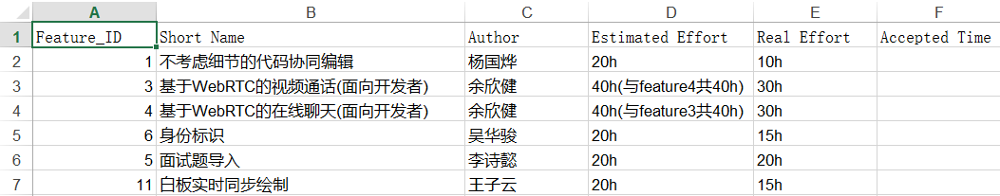 A B C D E F
1 Feature_ID Short Name Author Estimated Effort Real Effort Accepted Time
2 1 不考虑细节的代码协同编辑 杨国烨 20h 10h
3 3 基于WebRTC的视频通话(面向开发者) 余欣健 40h(与feature4共40h) 30h
4 4 基于WebRTC的在线聊天(面向开发者) 余欣健 40h(与feature3共40h) 30h
5 6 身份标识 吴华骏 20h 15h
6 5 面试题导入 李诗懿 20h 20h
7 11 白板实时同步绘制 王子云 20h 15h